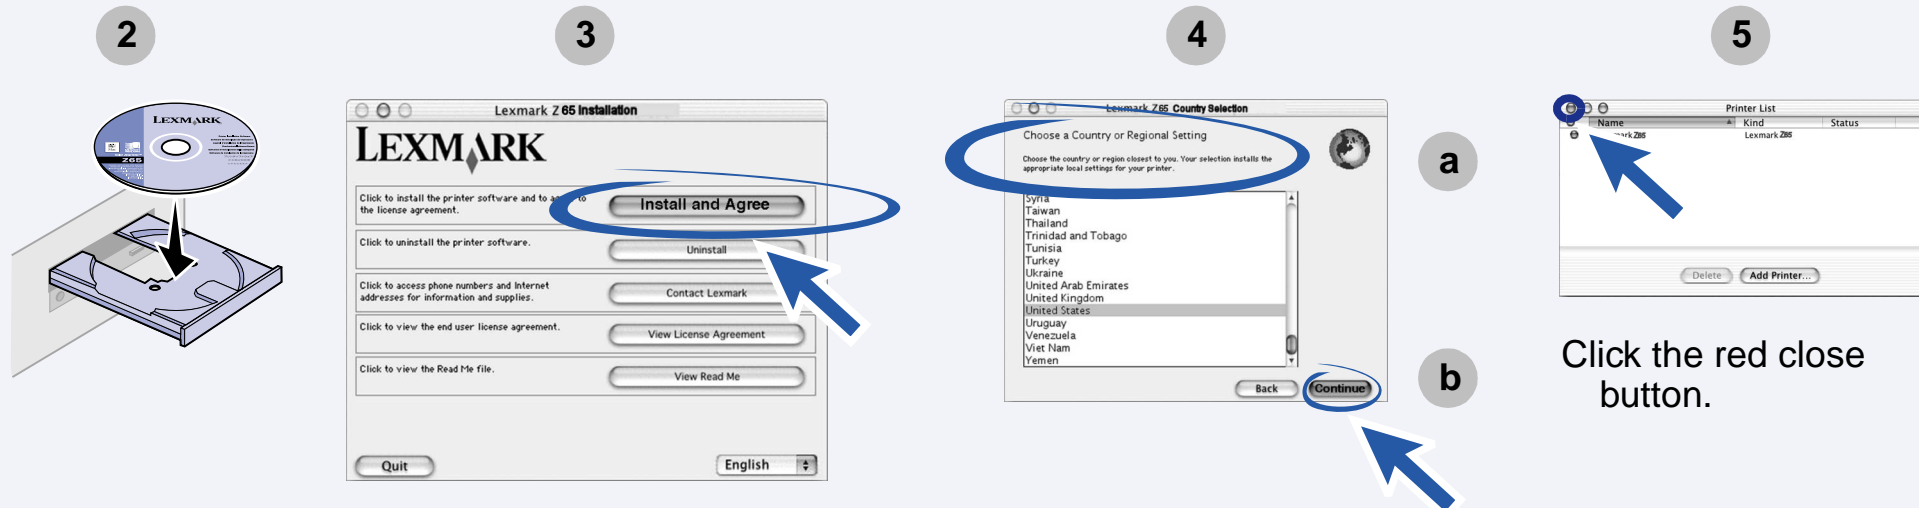 2
3
4
5
LEXMARK
Z65
Lexmark Z 65 Installation
LEXMARK
Click to install the printer software and to agree to
the license agreement.
Install and Agree
Click to uninstall the printer software.
Uninstall
Click to access phone numbers and Internet
addresses for information and supplies.
Contact Lexmark
Click to view the end user license agreement.
View License Agreement
Click to view the Read Me file.
View Read Me
Quit
English
Lexmark Z65 Country Selection
Choose a Country or Regional Setting
Choose the country or region closest to you. Your selection installs the
appropriate local settings for your printer.
Syria
Taiwan
Thailand
Trinidad and Tobago
Tunisia
Turkey
Ukraine
United Arab Emirates
United Kingdom
United States
Uruguay
Venezuela
Viet Nam
Yemen
Back
Continue
a
b
Printer List
Name Kind Status
Z65 Lexmark Z65
Delete
Add Printer...
Click the red close
button.